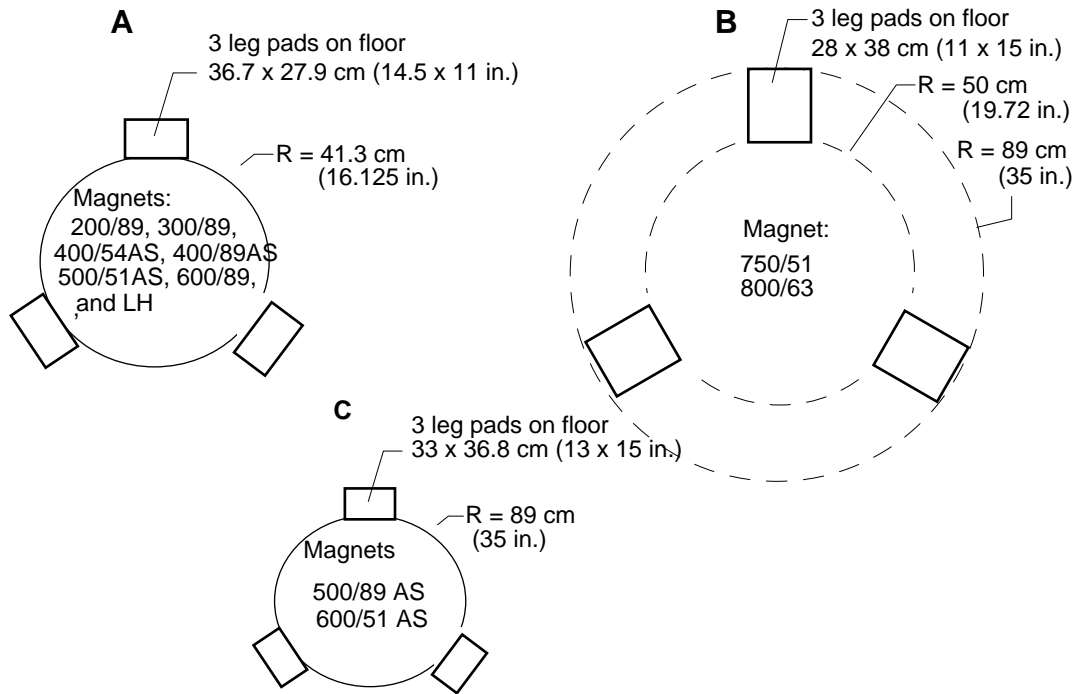 A
3 leg pads on floor
36.7 x 27.9 cm (14.5 x 11 in.)
R = 41.3 cm
(16.125 in.)
Magnets:
200/89, 300/89,
400/54AS, 400/89AS
500/51AS, 600/89,
,and LH
B
3 leg pads on floor
28 x 38 cm (11 x 15 in.)
R = 50 cm
(19.72 in.)
R = 89 cm
(35 in.)
Magnet:
750/51
800/63
C
3 leg pads on floor
33 x 36.8 cm (13 x 15 in.)
R = 89 cm
(35 in.)
Magnets
500/89 AS
600/51 AS